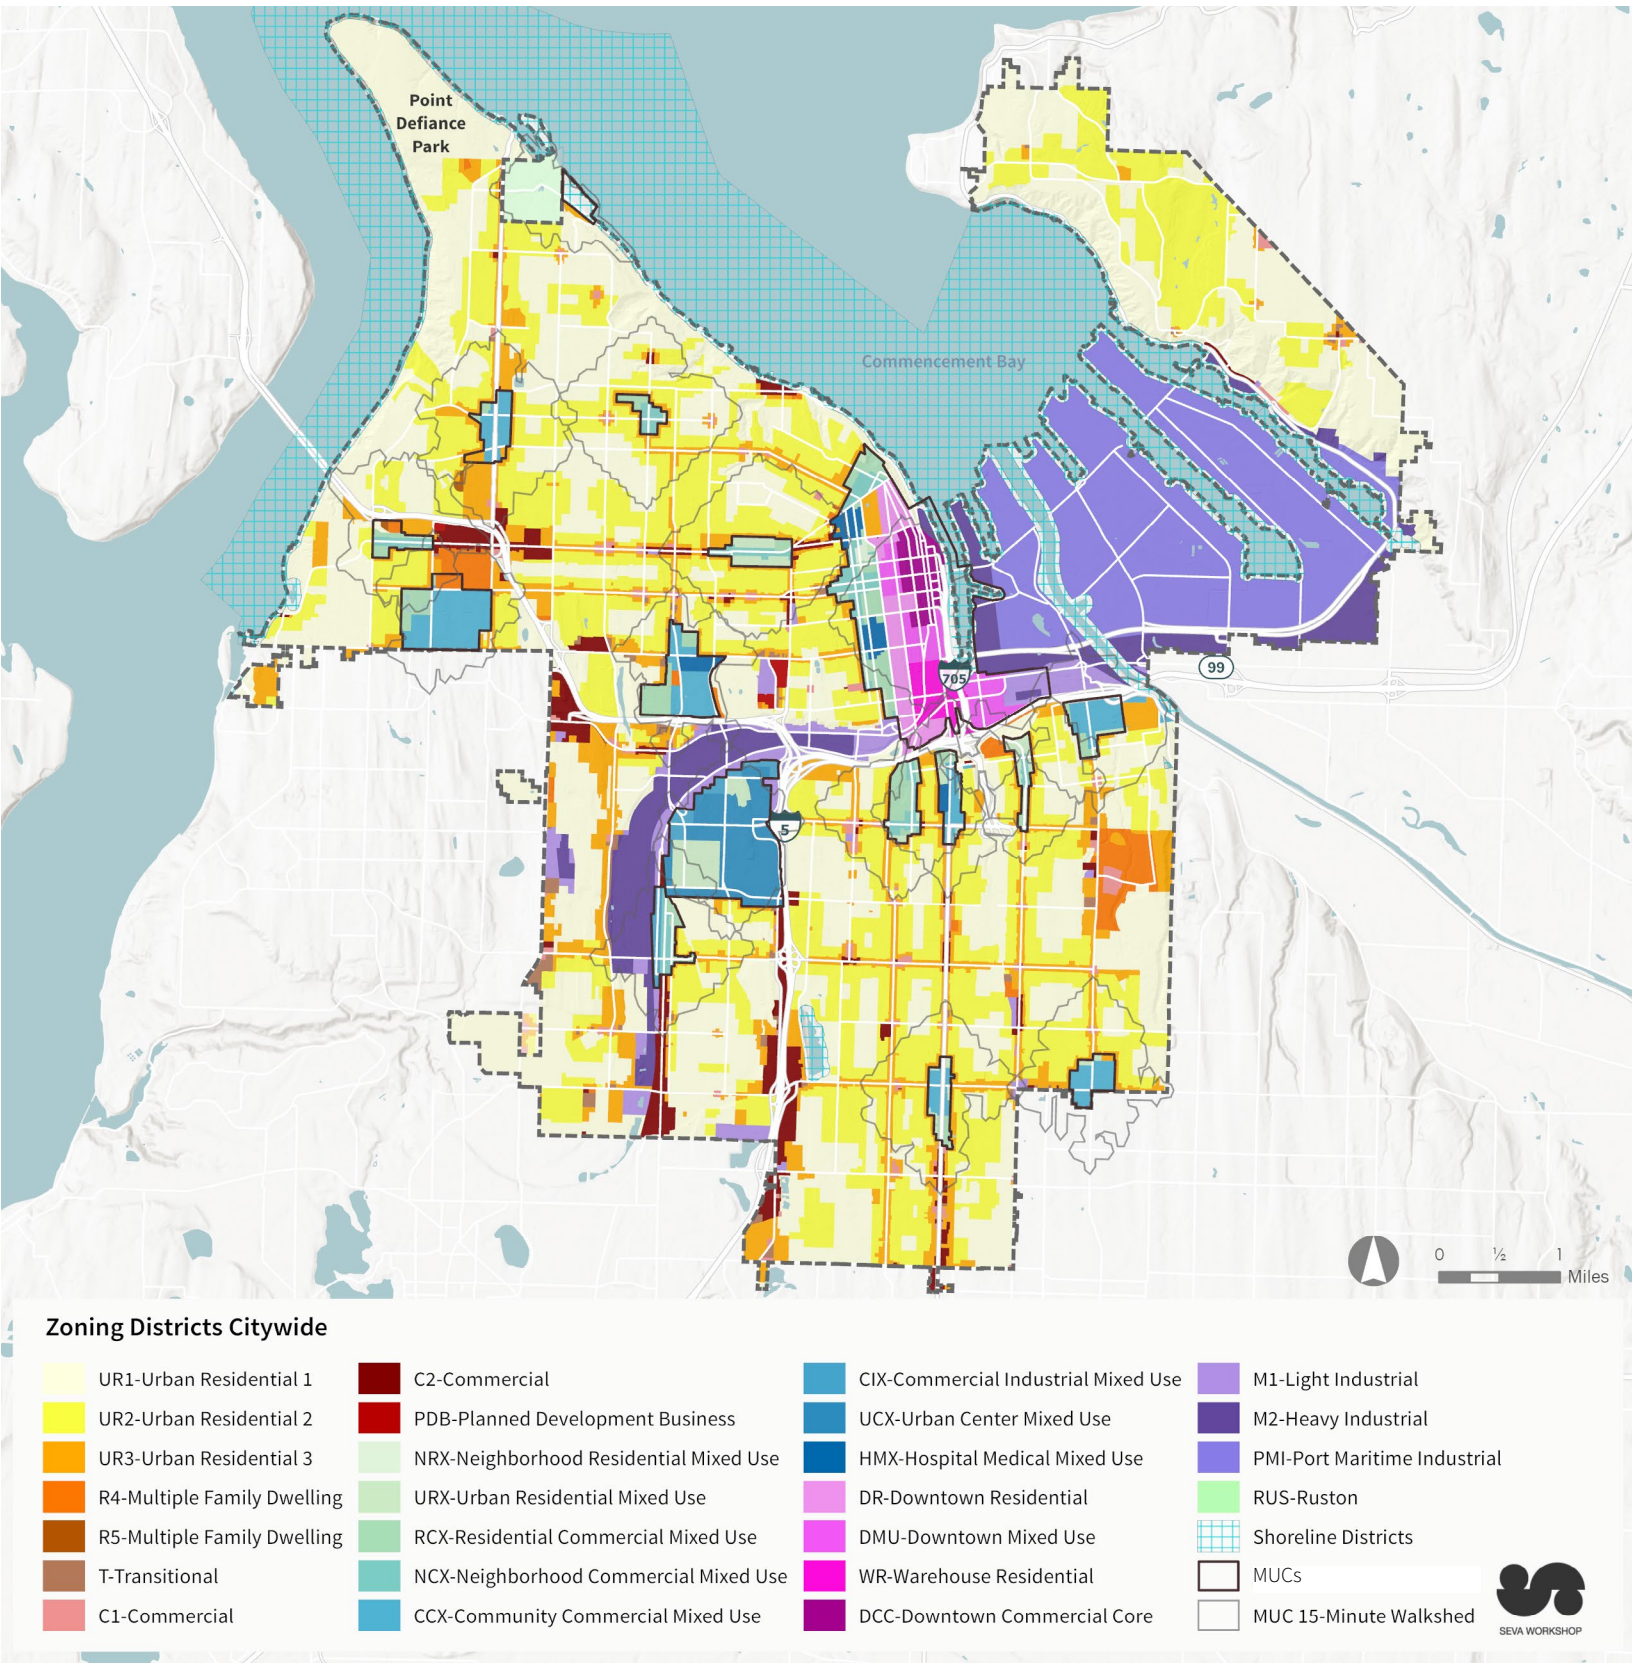 Point
Defiance
Park
Commencement Bay
99
705
5
0 ½ 1
Miles
Zoning Districts Citywide
UR1-Urban Residential 1
UR2-Urban Residential 2
UR3-Urban Residential 3
R4-Multiple Family Dwelling
R5-Multiple Family Dwelling
T-Transitional
C1-Commercial
C2-Commercial
PDB-Planned Development Business
NRX-Neighborhood Residential Mixed Use
URX-Urban Residential Mixed Use
RCX-Residential Commercial Mixed Use
NCX-Neighborhood Commercial Mixed Use
CCX-Community Commercial Mixed Use
CIX-Commercial Industrial Mixed Use
UCX-Urban Center Mixed Use
HMX-Hospital Medical Mixed Use
DR-Downtown Residential
DMU-Downtown Mixed Use
WR-Warehouse Residential
DCC-Downtown Commercial Core
M1-Light Industrial
M2-Heavy Industrial
PMI-Port Maritime Industrial
RUS-Ruston
Shoreline Districts
MUCs
MUC 15-Minute Walkshed
SEVA WORKSHOP